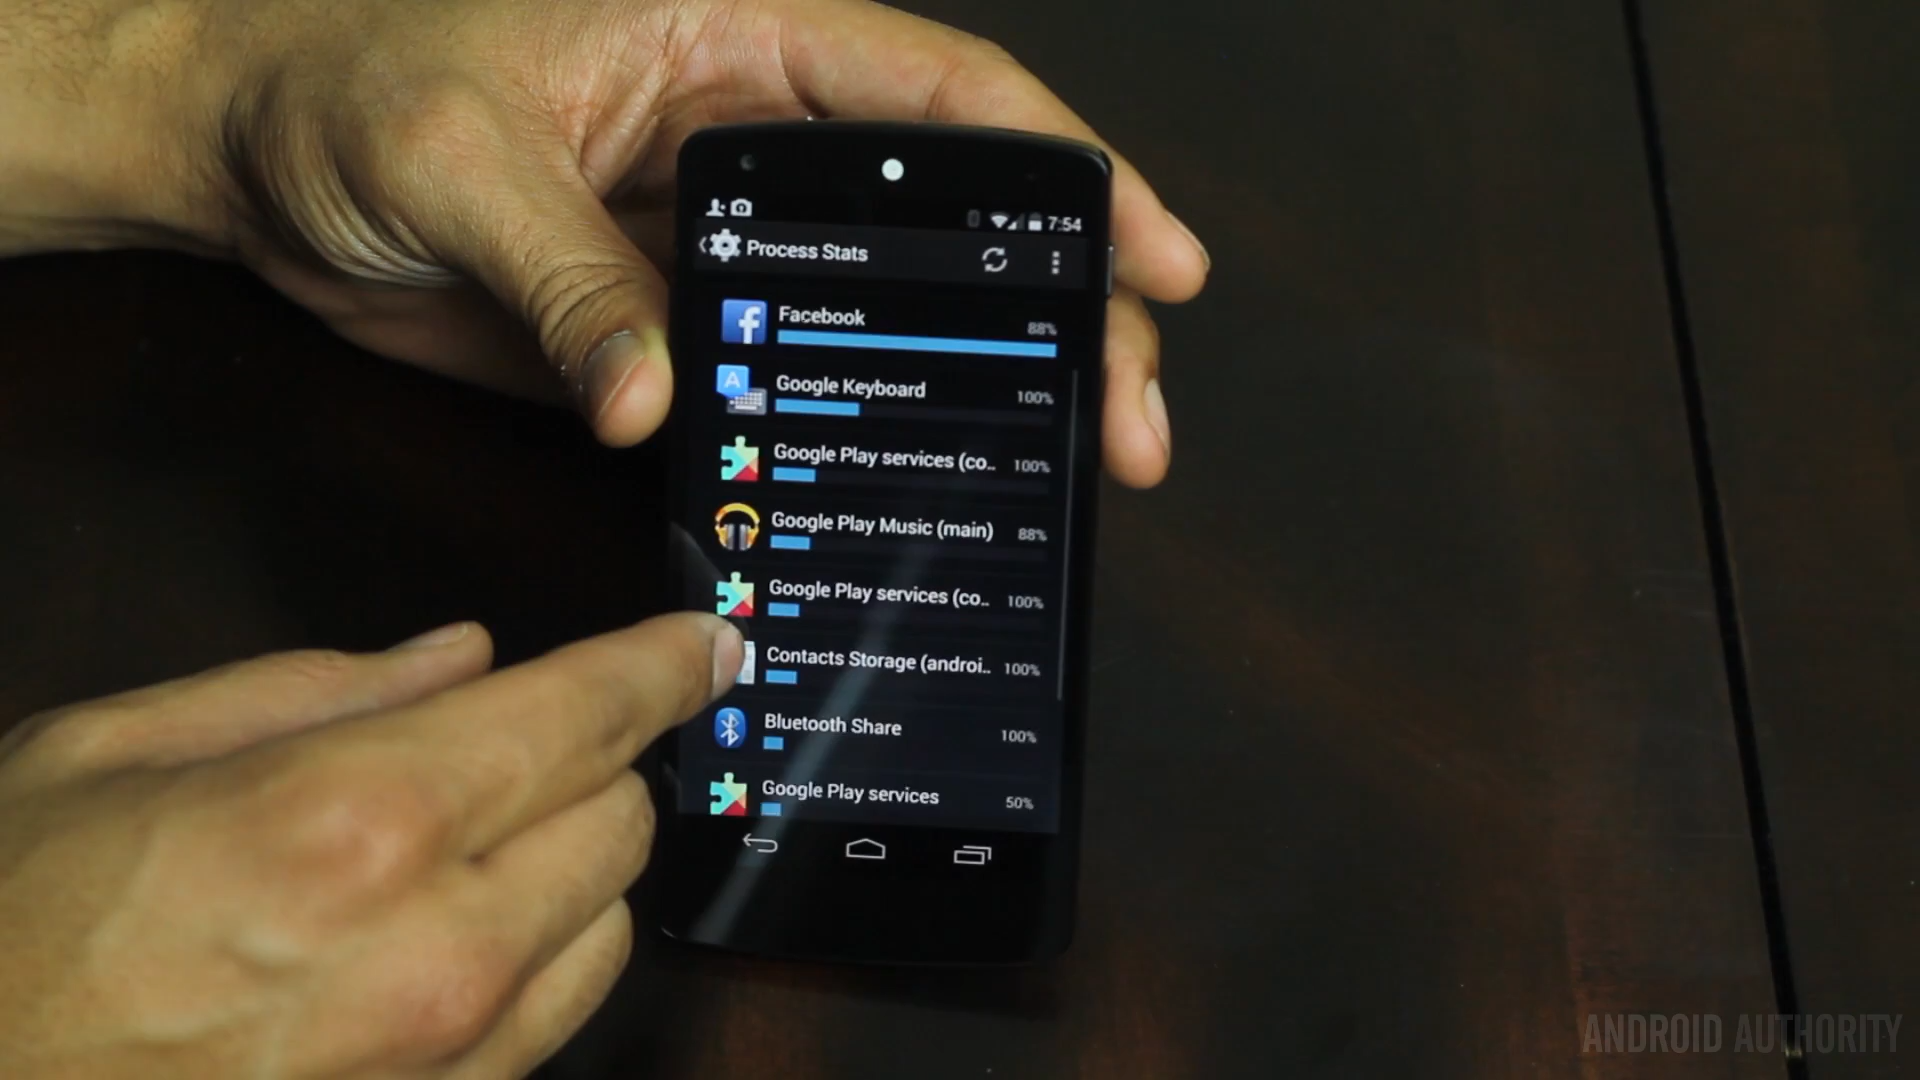 7:54
Process Stats
Facebook
88%
A
Google Keyboard
100%
Google Play services (co..
100%
Google Play Music (main)
88%
Google Play services (co..
100%
Contacts Storage (androi..
100%
Bluetooth Share
100%
Google Play services
50%
ANDROID AUTHORITY